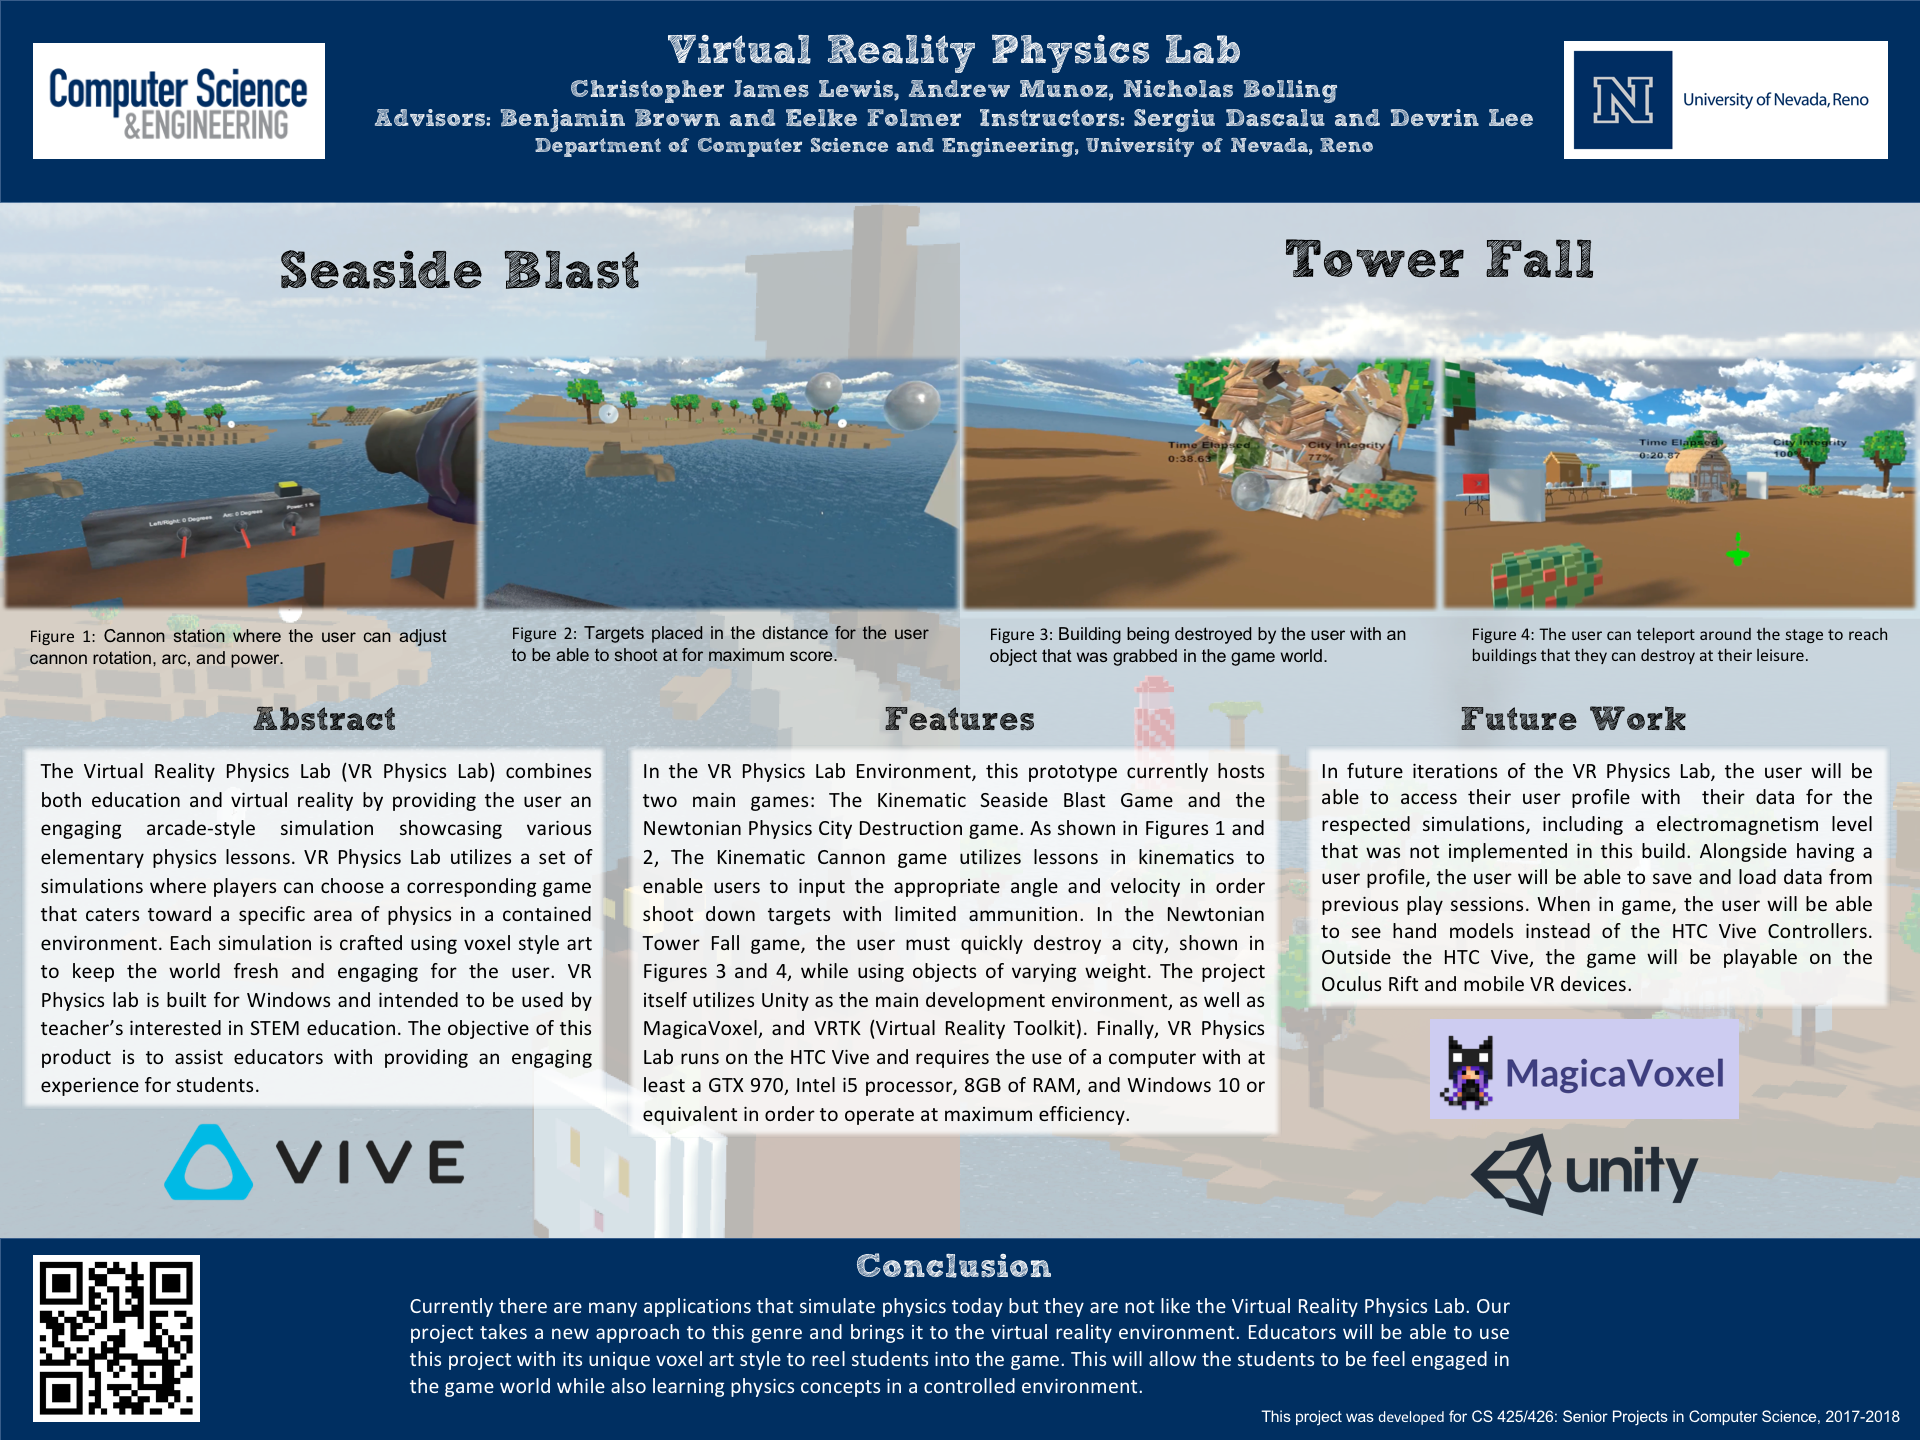 Computer Science
&ENGINEERING
Virtual Reality Physics Lab
Christopher James Lewis, Andrew Munoz, Nicholas Bolling
Advisors: Benjamin Brown and Eelke Folmer  Instructors: Sergiu Dascalu and Devrin Lee
Department of Computer Science and Engineering, University of Nevada, Reno
N
University of Nevada, Reno
Seaside Blast
Tower Fall
Left/Right: 0 Degrees
Arc: 0 Degrees
Power: 1 %
Time Elapsed
0:38.63
City Integrity
77%
Time Elapsed
0:20.87
City Integrity
100
Figure 1: Cannon station where the user can adjust
cannon rotation, arc, and power.
Figure 2: Targets placed in the distance for the user
to be able to shoot at for maximum score.
Figure 3: Building being destroyed by the user with an
object that was grabbed in the game world.
Figure 4: The user can teleport around the stage to reach
buildings that they can destroy at their leisure.
Abstract
The Virtual Reality Physics Lab (VR Physics Lab) combines
both education and virtual reality by providing the user an
engaging arcade-style simulation showcasing various
elementary physics lessons. VR Physics Lab utilizes a set of
simulations where players can choose a corresponding game
that caters toward a specific area of physics in a contained
environment. Each simulation is crafted using voxel style art
to keep the world fresh and engaging for the user. VR
Physics lab is built for Windows and intended to be used by
teacher's interested in STEM education. The objective of this
product is to assist educators with providing an engaging
experience for students.
VIVE
Features
In the VR Physics Lab Environment, this prototype currently hosts
two main games: The Kinematic Seaside Blast Game and the
Newtonian Physics City Destruction game. As shown in Figures 1 and
2, The Kinematic Cannon game utilizes lessons in kinematics to
enable users to input the appropriate angle and velocity in order
shoot down targets with limited ammunition. In the Newtonian
Tower Fall game, the user must quickly destroy a city, shown in
Figures 3 and 4, while using objects of varying weight. The project
itself utilizes Unity as the main development environment, as well as
MagicaVoxel, and VRTK (Virtual Reality Toolkit). Finally, VR Physics
Lab runs on the HTC Vive and requires the use of a computer with at
least a GTX 970, Intel i5 processor, 8GB of RAM, and Windows 10 or
equivalent in order to operate at maximum efficiency.
Future Work
In future iterations of the VR Physics Lab, the user will be
able to access their user profile with  their data for the
respected simulations, including a electromagnetism level
that was not implemented in this build. Alongside having a
user profile, the user will be able to save and load data from
previous play sessions. When in game, the user will be able
to see hand models instead of the HTC Vive Controllers.
Outside the HTC Vive, the game will be playable on the
Oculus Rift and mobile VR devices.
MagicaVoxel
unity
Conclusion
Currently there are many applications that simulate physics today but they are not like the Virtual Reality Physics Lab. Our
project takes a new approach to this genre and brings it to the virtual reality environment. Educators will be able to use
this project with its unique voxel art style to reel students into the game. This will allow the students to be feel engaged in
the game world while also learning physics concepts in a controlled environment.
This project was developed for CS 425/426: Senior Projects in Computer Science, 2017-2018